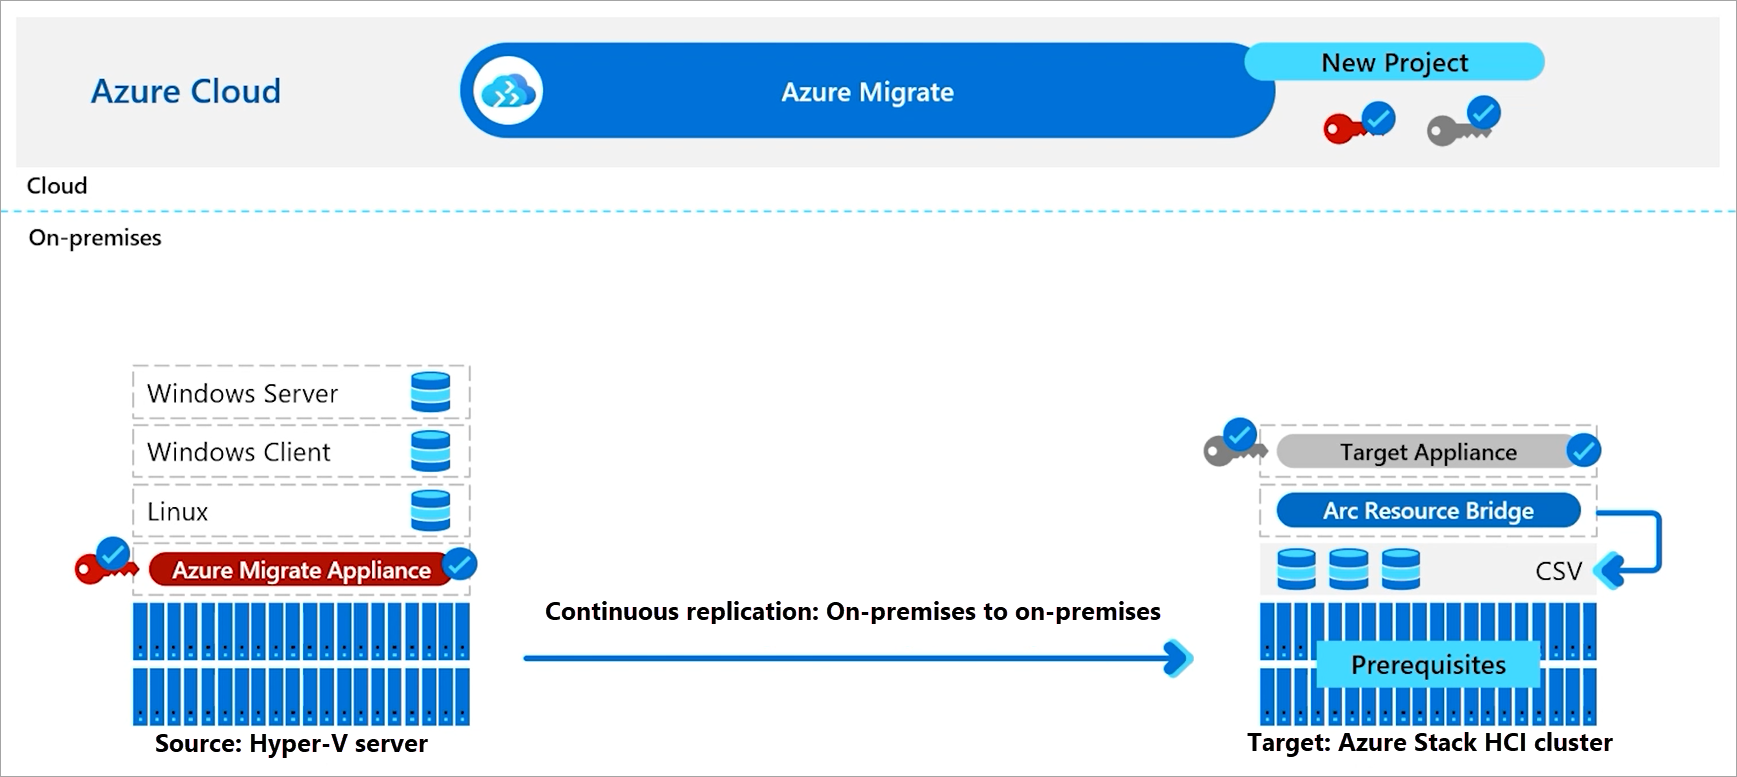 Azure Cloud
Azure Migrate
New Project
Cloud
On-premises
Windows Server
Windows Client
Linux
Azure Migrate Appliance
Source: Hyper-V server
Continuous replication: On-premises to on-premises
Target Appliance
Arc Resource Bridge
CSV
Prerequisites
Target: Azure Stack HCI cluster